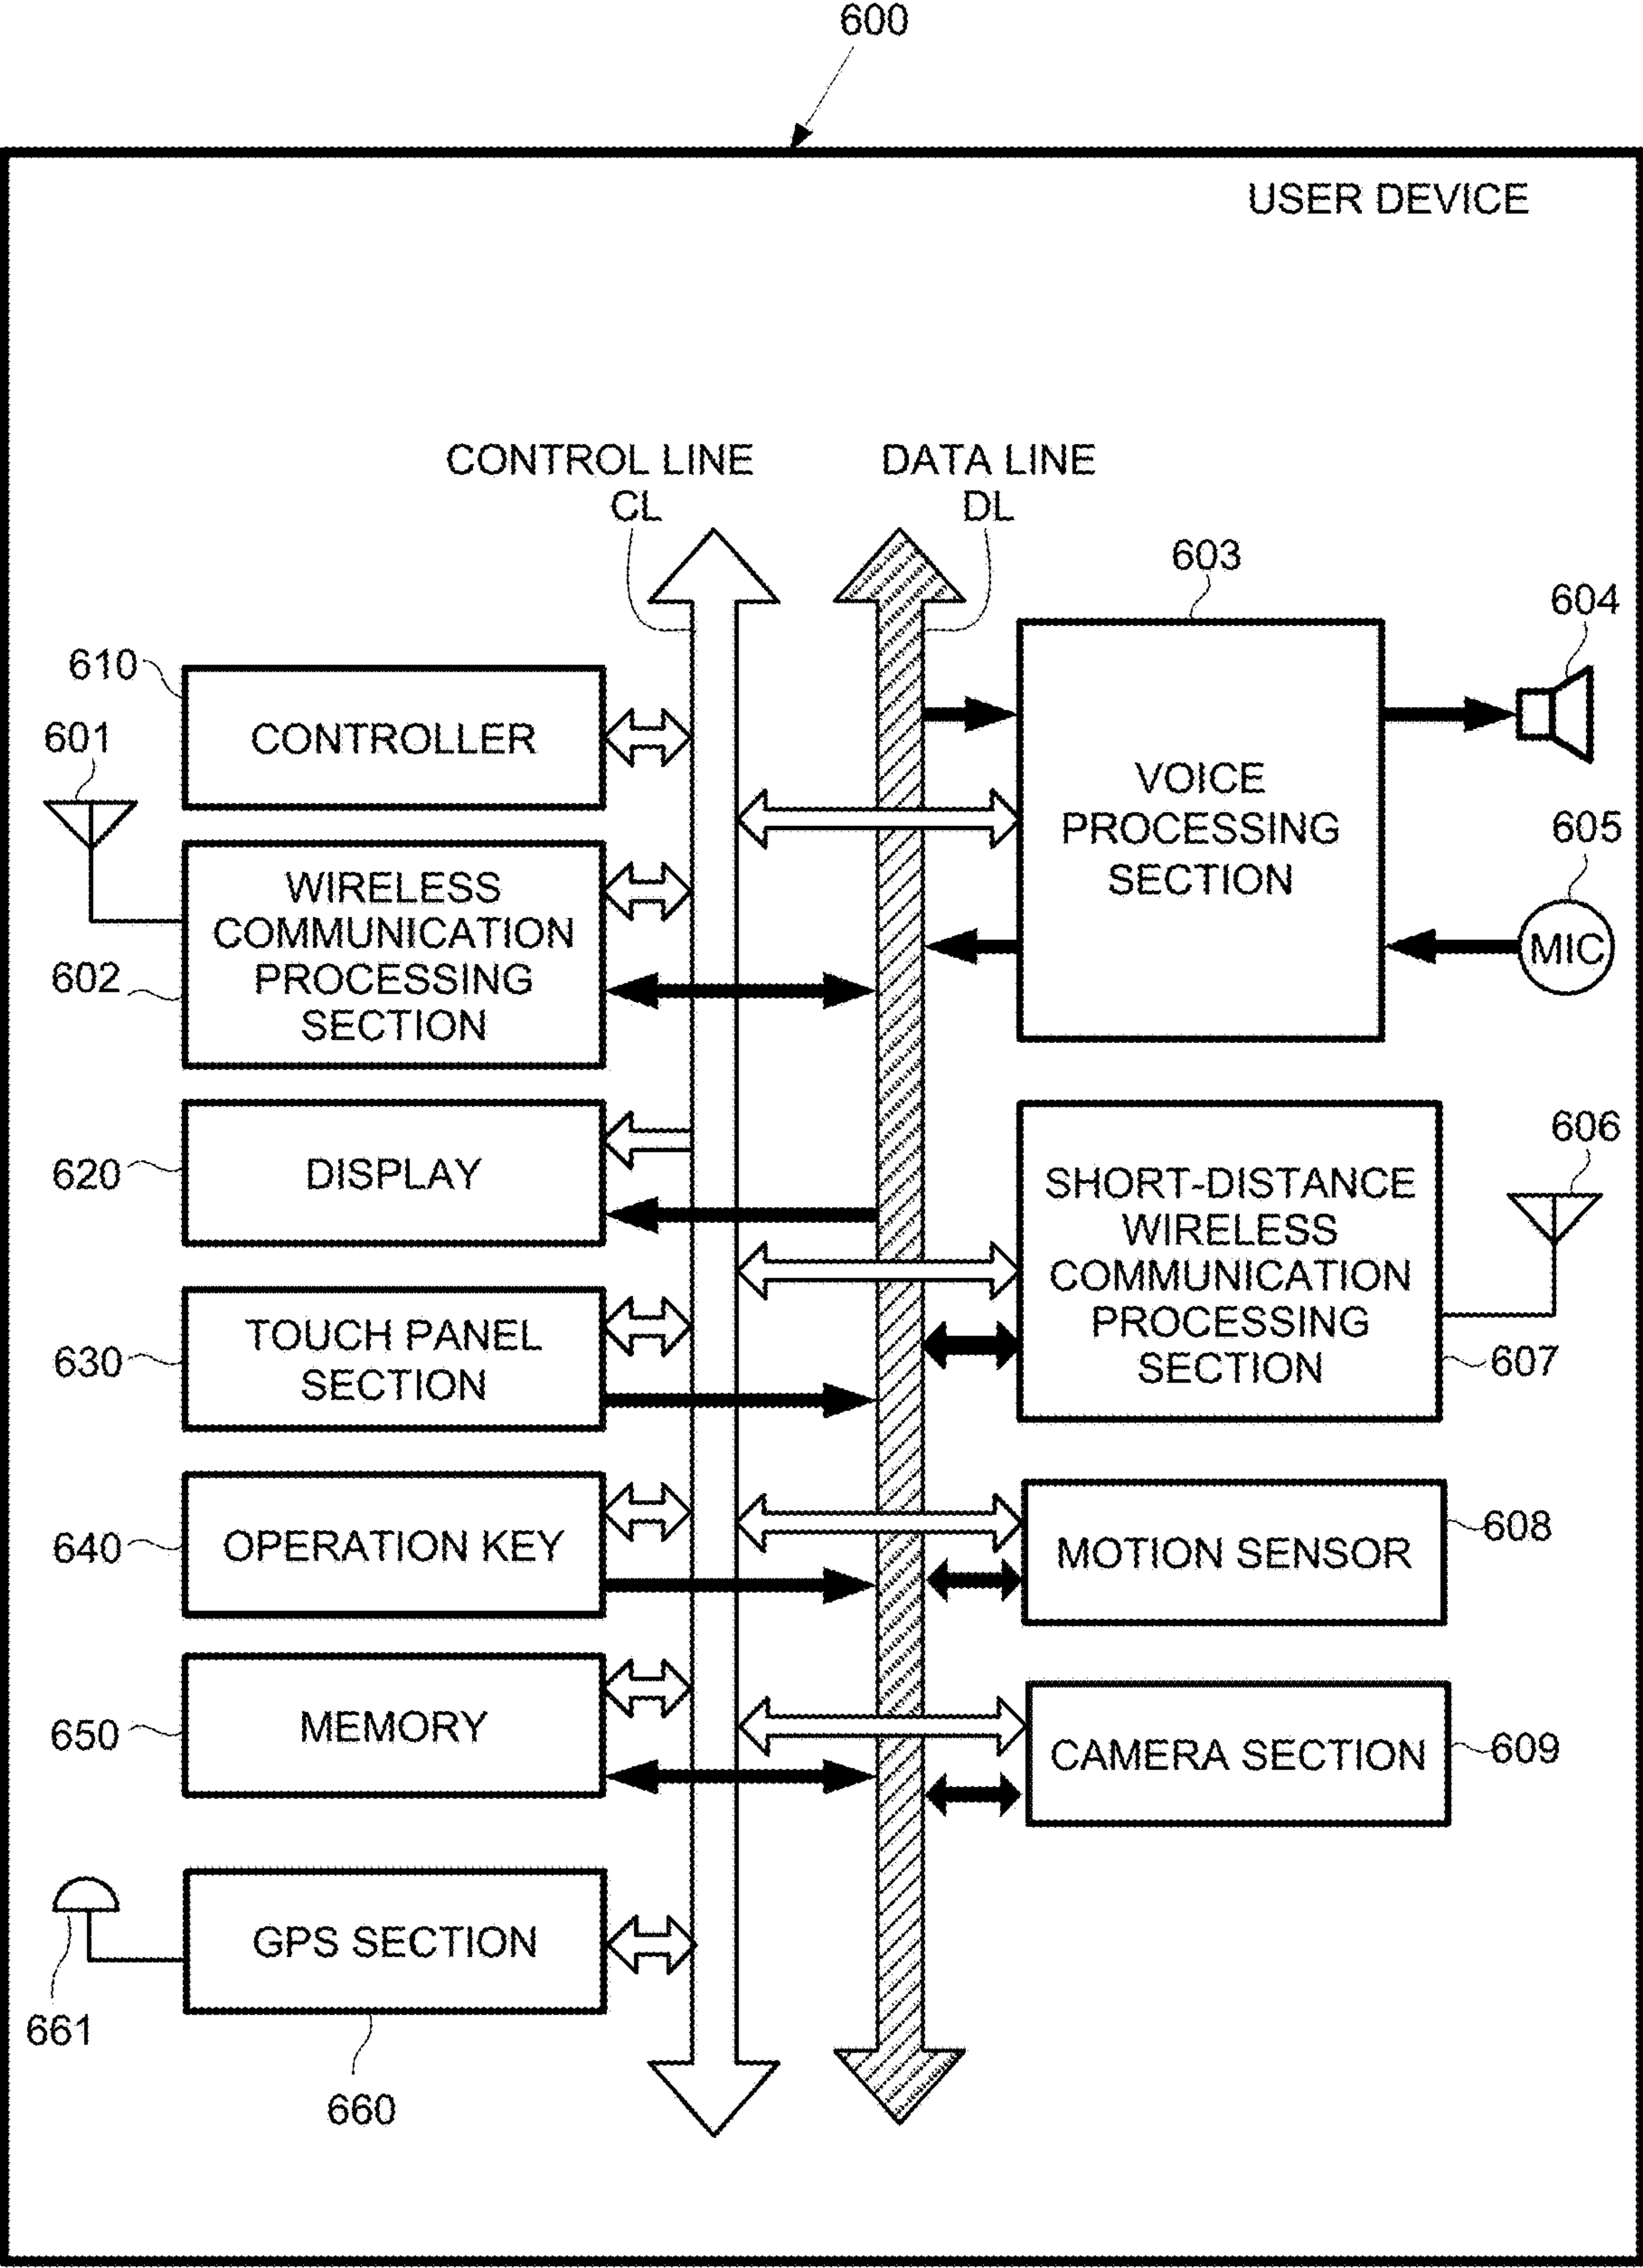 600
USER DEVICE
CONTROL LINE
CL
DATA LINE
DL
603
604
610
CONTROLLER
601
VOICE
PROCESSING
SECTION
605
MIC
WIRELESS
COMMUNICATION
PROCESSING
SECTION
602
606
620
DISPLAY
SHORT-DISTANCE
WIRELESS
COMMUNICATION
PROCESSING
SECTION
607
630
TOUCH PANEL
SECTION
640
OPERATION KEY
MOTION SENSOR
608
650
MEMORY
CAMERA SECTION
609
GPS SECTION
661
660